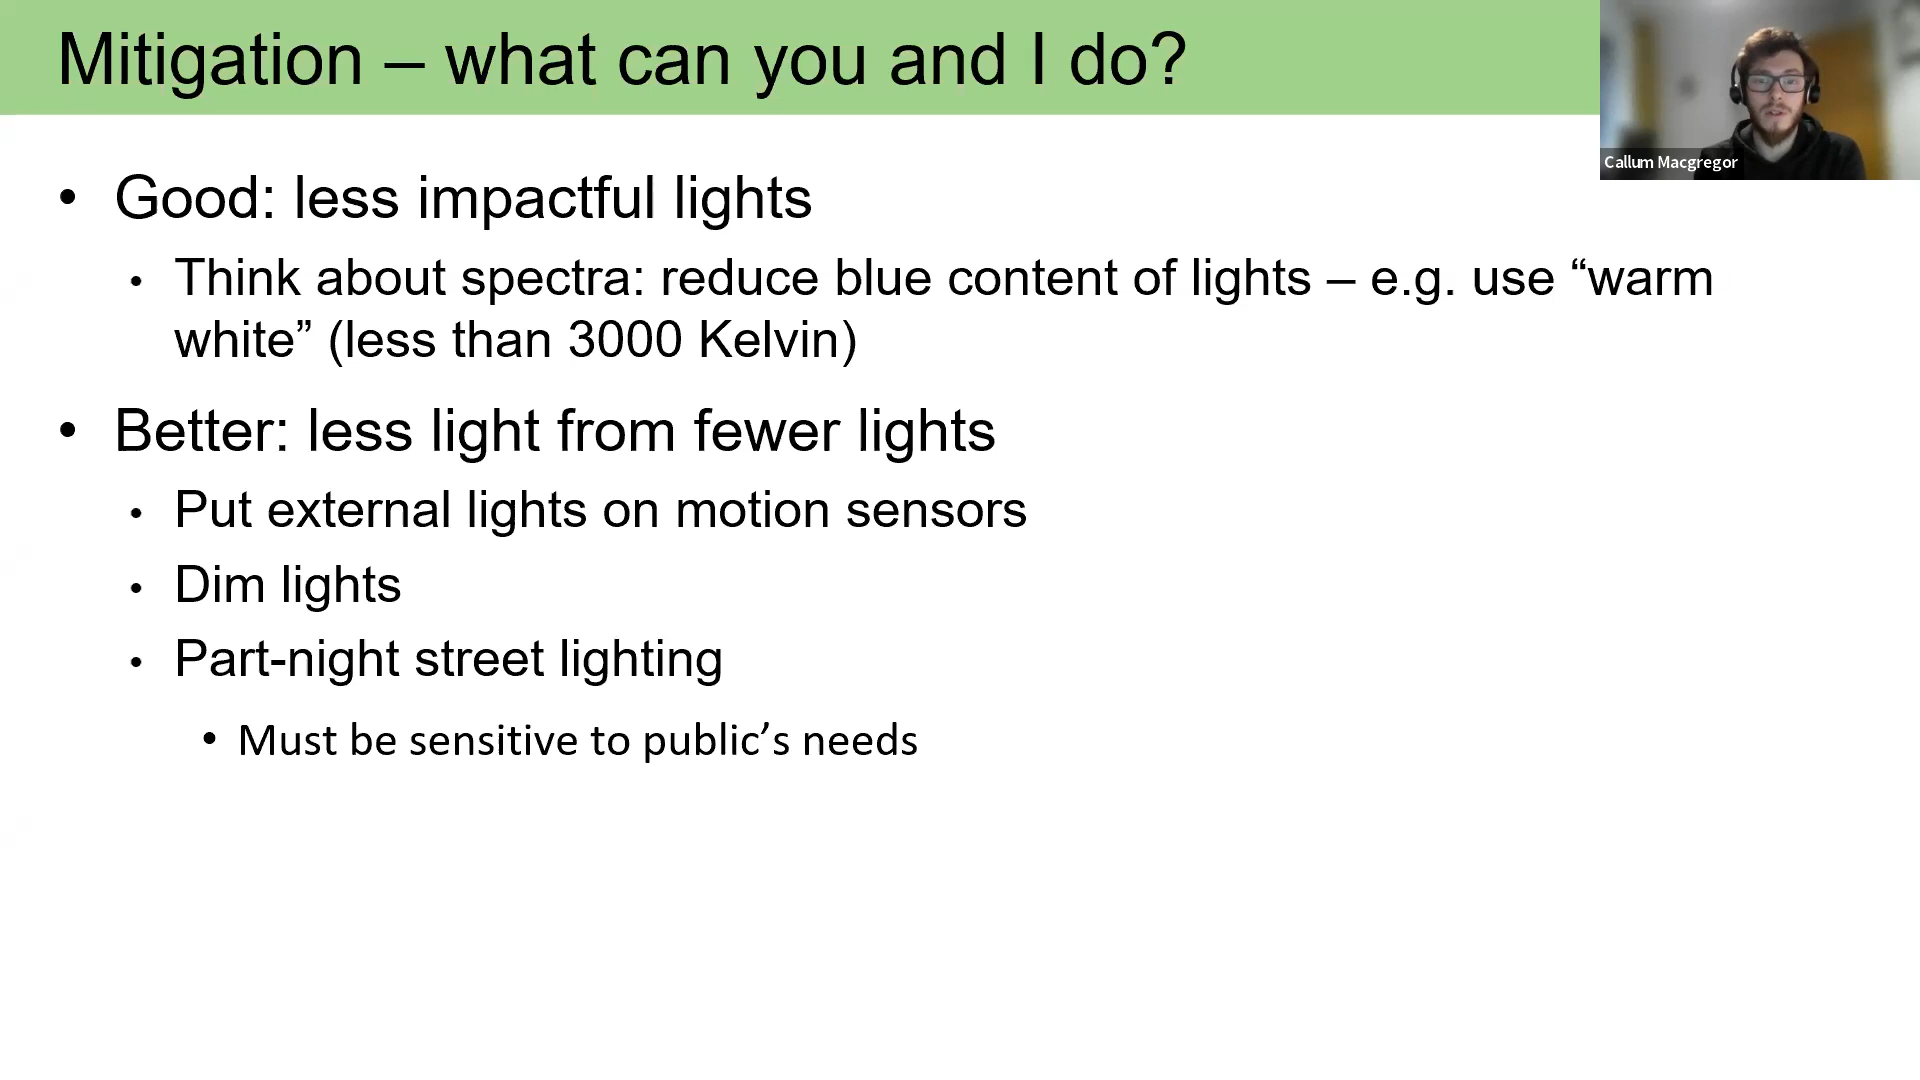 Mitigation – what can you and I do?
Callum Macgregor
• Good: less impactful lights
• Think about spectra: reduce blue content of lights – e.g. use “warm
white” (less than 3000 Kelvin)
• Better: less light from fewer lights
• Put external lights on motion sensors
• Dim lights
• Part-night street lighting
• Must be sensitive to public’s needs